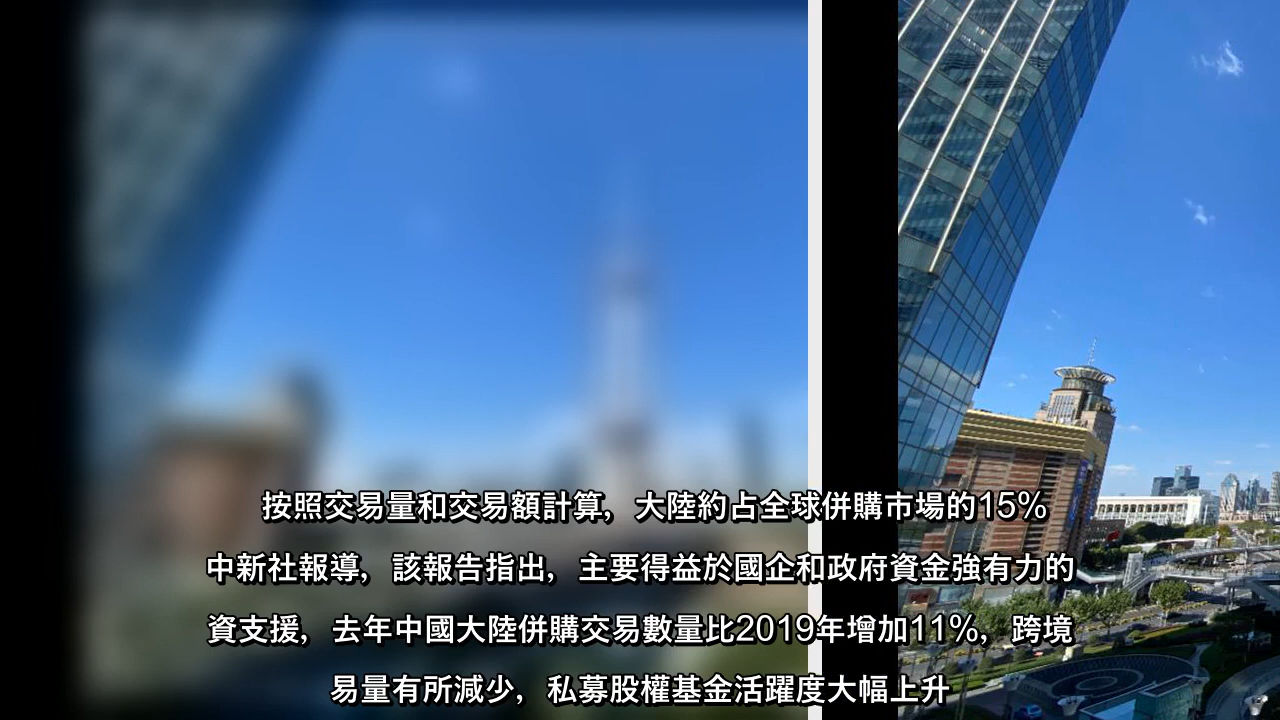 按照交易量和交易額計算，大陸約占全球併購市場的15%
中新社報導，該報告指出，主要得益於國企和政府資金強有力的
資支援，去年中國大陸併購交易數量比2019年增加11%，跨境
易量有所減少，私募股權基金活躍度大幅上升